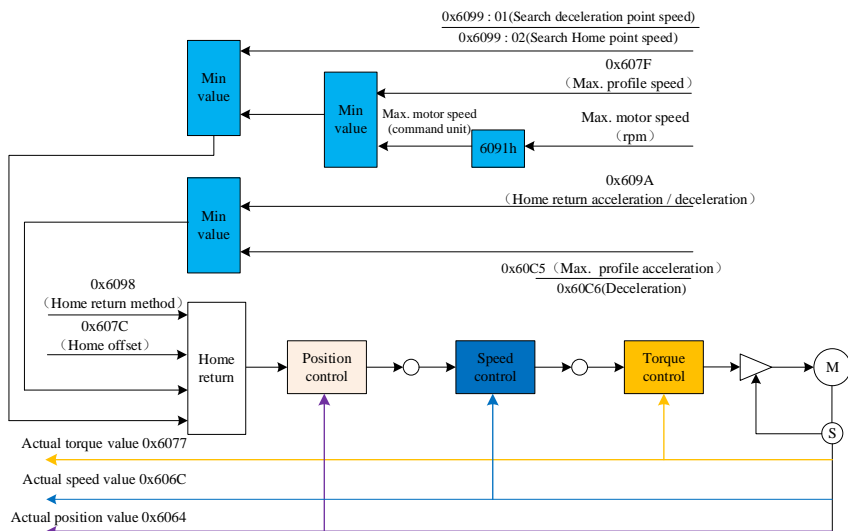 0x6099 : 01(Search deceleration point speed)
0x6099 : 02(Search Home point speed)
0x607F
（Max. profile speed）
Min
value
Min
value
Max. motor speed
(command unit)
6091h
Max. motor speed
（rpm）
0x609A
（Home return acceleration / deceleration）
Min
value
0x60C5（Max. profile acceleration）
0x60C6(Deceleration)
0x6098
（Home return method）
0x607C
（Home offset）
Home
return
Position
control
Speed
control
Torque
control
M
S
Actual torque value 0x6077
Actual speed value 0x606C
Actual position value 0x6064